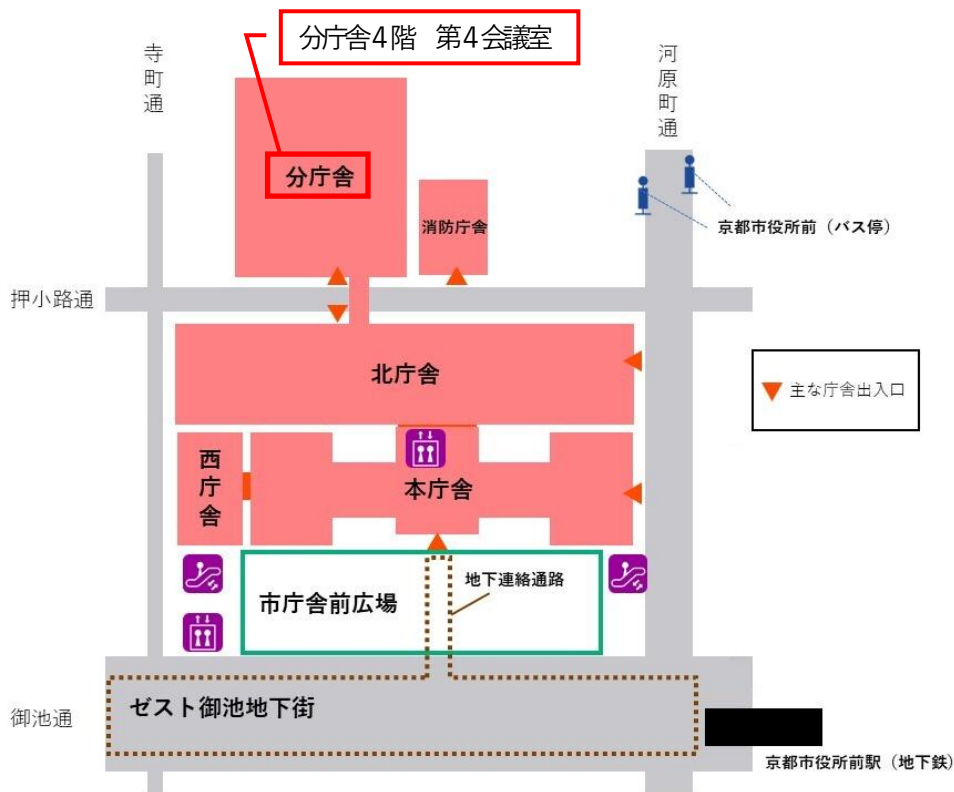 分庁舎4階 第4会議室
寺町通
河原町通
分庁舎
消防庁舎
京都市役所前（バス停）
押小路通
北庁舎
主な庁舎出入口
西庁舎
本庁舎
地下連絡通路
市庁舎前広場
ゼスト御池地下街
御池通
京都市役所前駅（地下鉄）